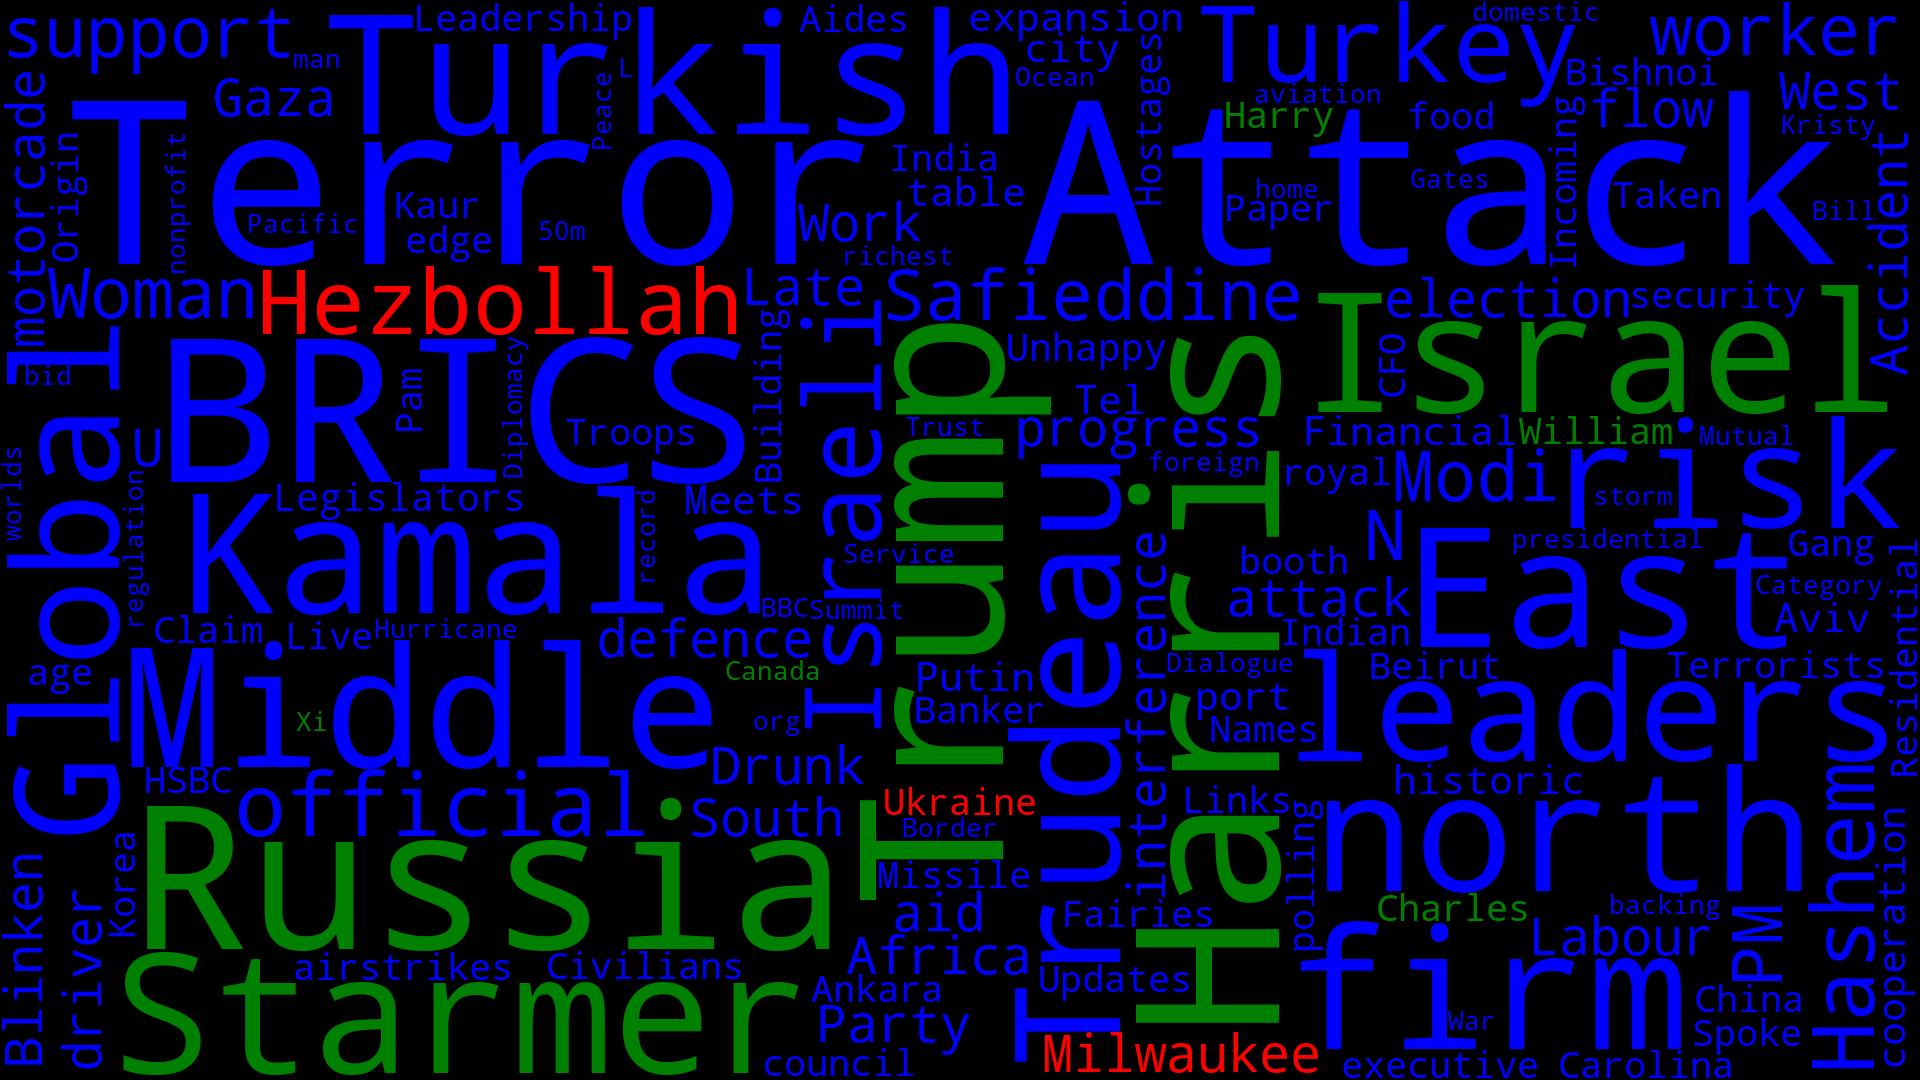 support
man
Leadership
Turkish
Aides
expansion
city
Ocean
Turkey
domestic
worker
Bishnoi
West
Gaza
Peace
L
Hostages
aviation
Harry
food
flow
Kristy
motorcade
Origin
nonprofit
Terror
Pacific
Kaur
edge
50m
India
table
Work
richest
Attack
home
Paper
Gates
Incoming
Taken
Bill
Accident
Woman
Hezbollah
Late
Safieddine
Israel
election
security
CFO
Global
bid
BRICS
Pam
Diplomacy
Troops
Building
Israeli
Trump
Unhappy
Tel
Trust
progress
foreign
Harris
Financial
William
Mutual
royal
Modi
risk
storm
U
worlds
regulation
Kamala
Legislators
record
Meets
Service
BBC
Summit
Trudeau
interference
booth
N
presidential
Gang
attack
East
Category
Aviv
Indian
Residential
Claim
Live
Hurricane
defence
age
Middle
Xi
Canada
org
Putin
Banker
Dialogue
port
Names
Beirut
Terrorists
leaders
HSBC
official
Drunk
South
Ukraine
Border
Links
polling
historic
north
Hashem
Blinken
driver
Korea
Russia
Missile
aid
Fairies
Charles
backing
Labour
PM
cooperation
Starmer
airstrikes
Civilians
Africa
Ankara
Updates
Party
council
Milwaukee
firm
War
China
Spoke
executive
Carolina